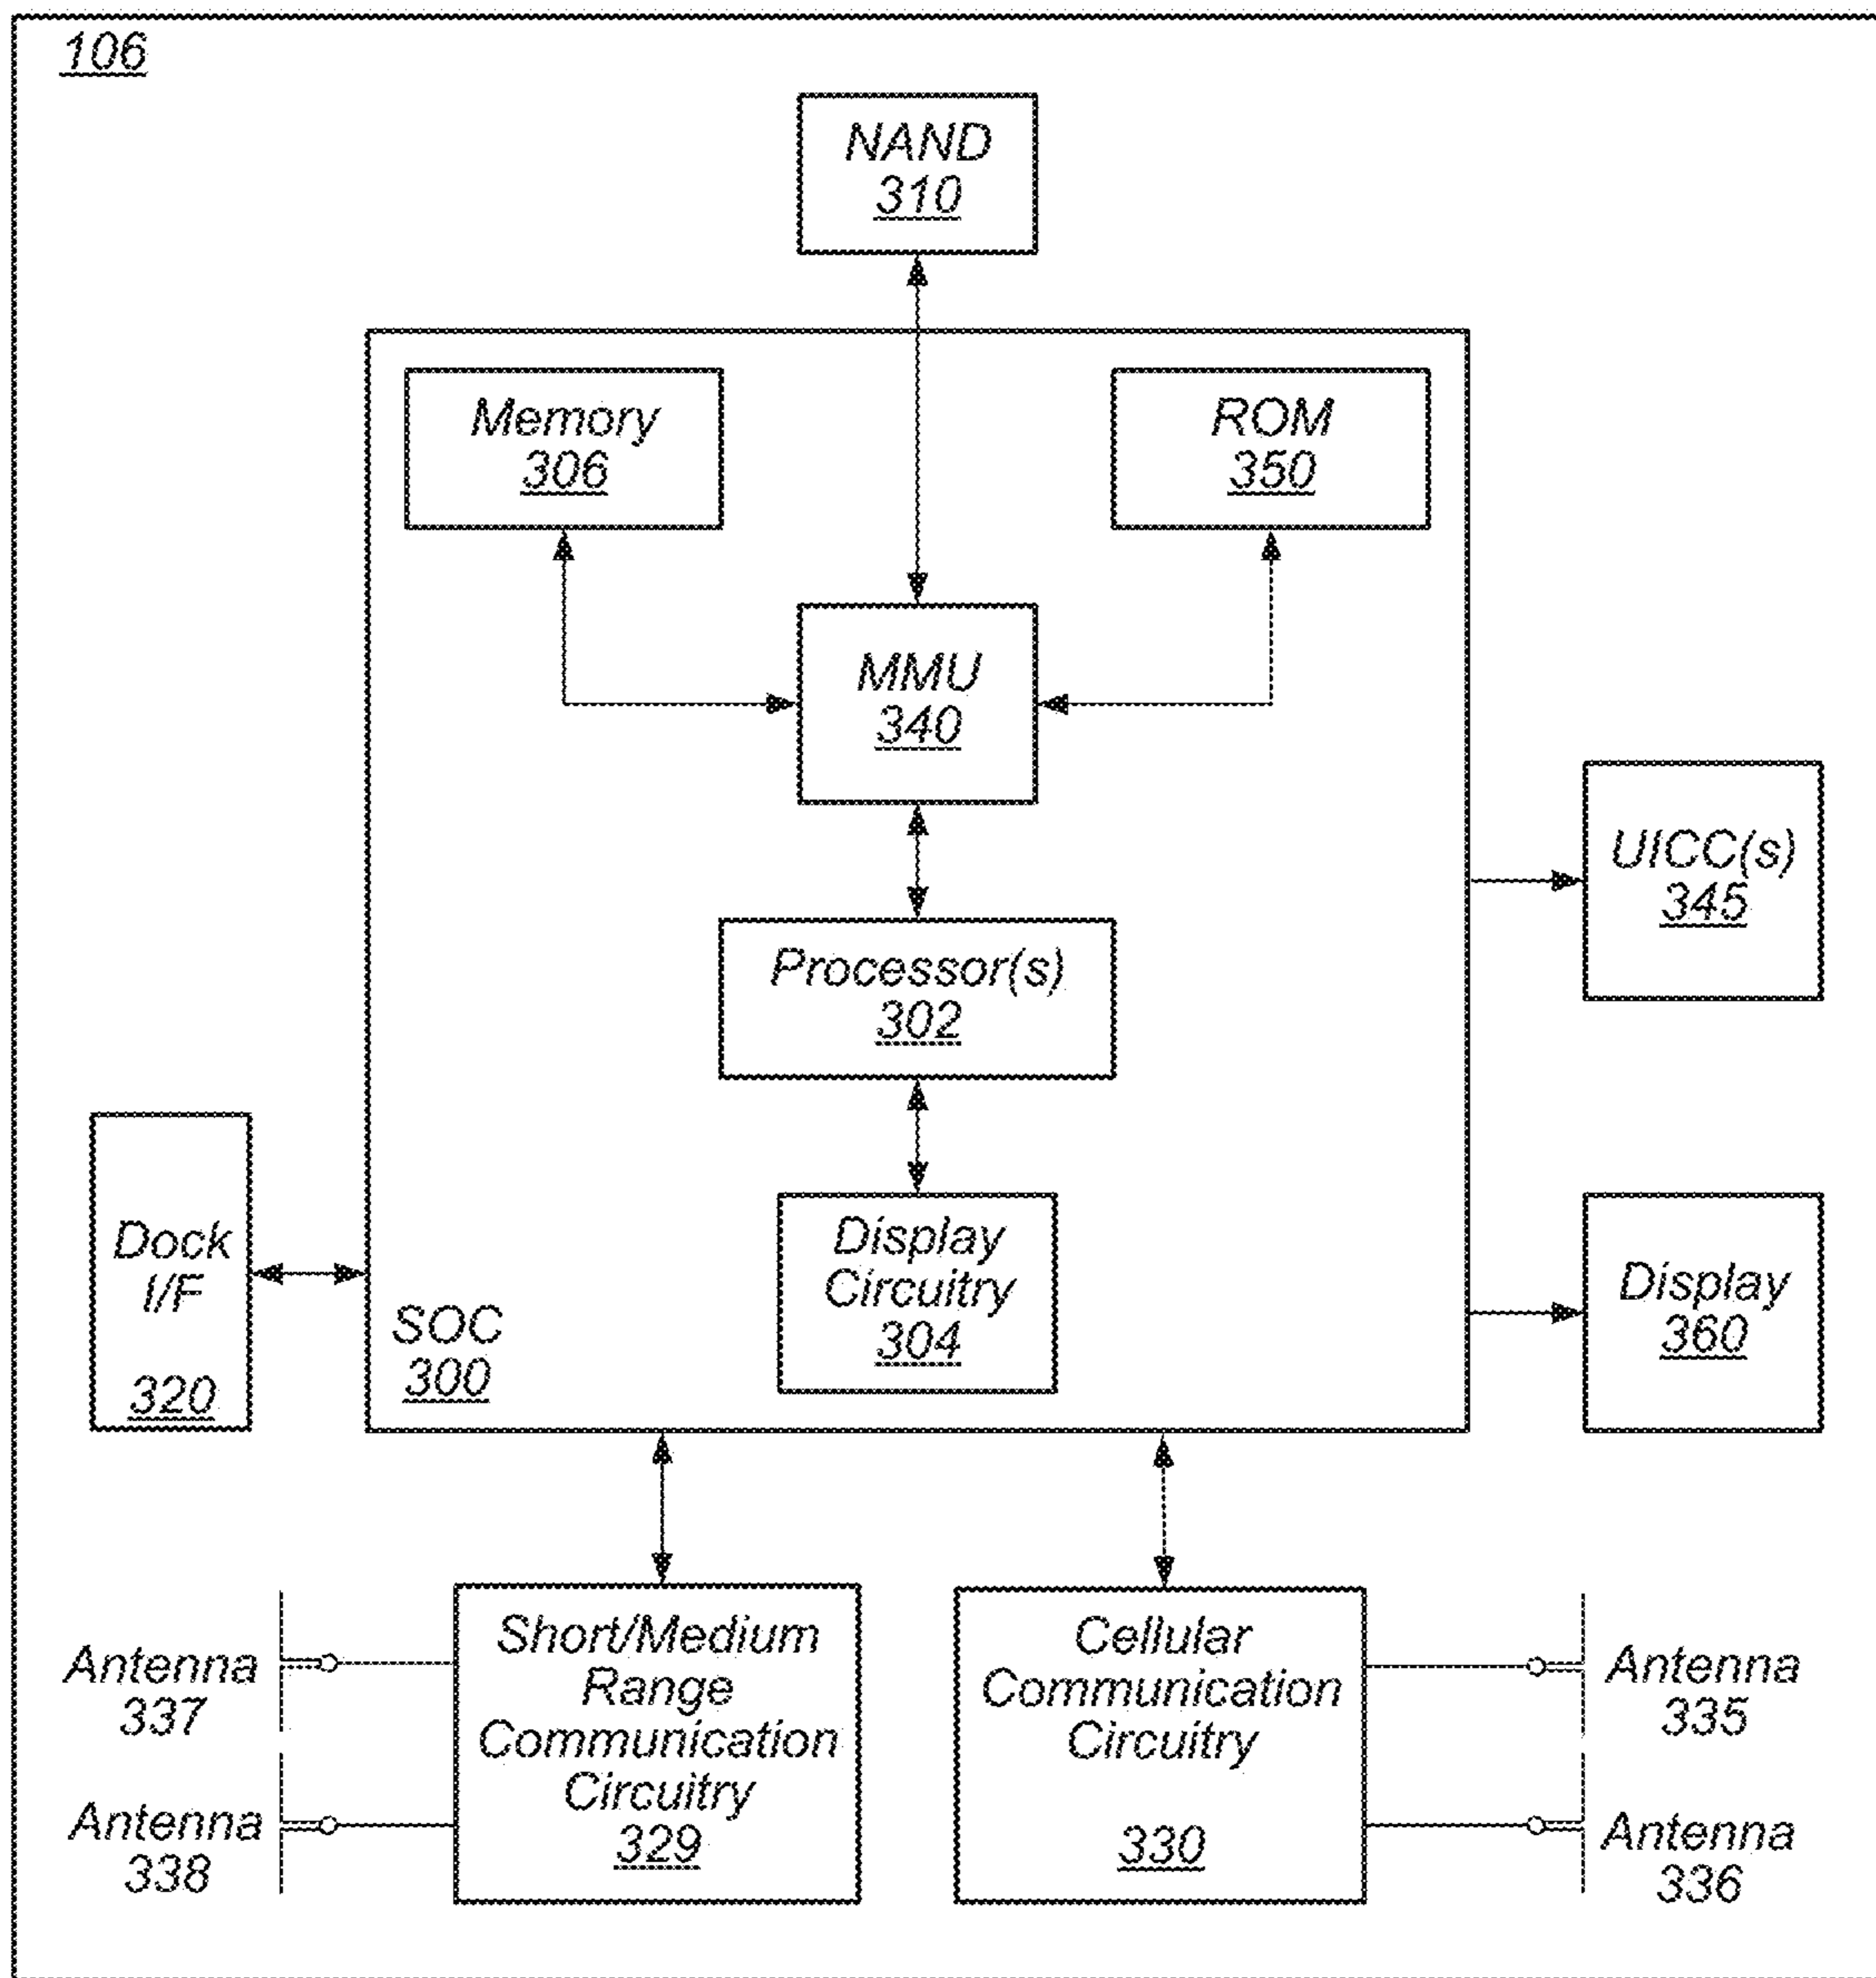 106
NAND
310
Memory
306
ROM
350
MMU
340
UICC(s)
345
Processor(s)
302
Dock
I/F
320
Display
Circuitry
304
SOC
300
Display
360
Short/Medium
Range
Communication
Circuitry
329
Cellular
Communication
Circuitry
330
Antenna
337
Antenna
338
Antenna
335
Antenna
336